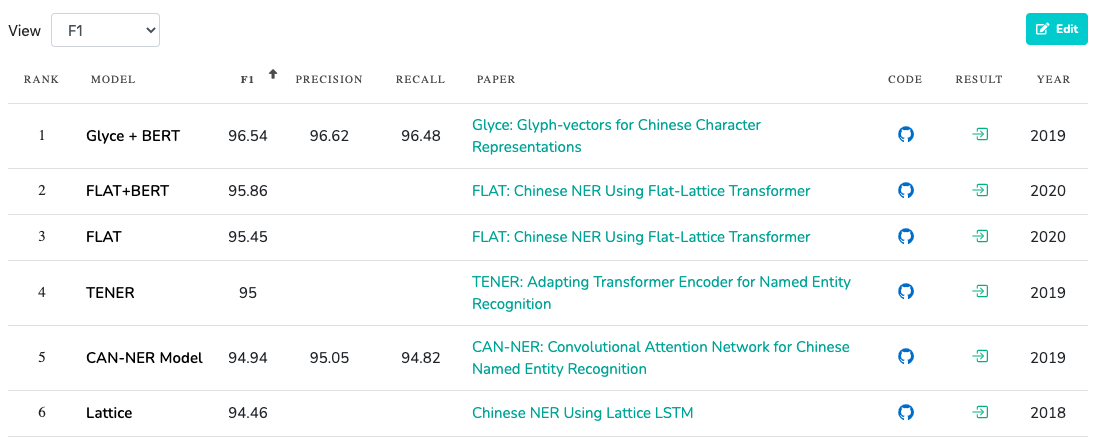 View F1 Edit
RANK MODEL F1 PRECISION RECALL PAPER CODE RESULT YEAR
1 Glyce + BERT 96.54 96.62 96.48 Glyce: Glyph-vectors for Chinese Character
Representations 2019
2 FLAT+BERT 95.86 FLAT: Chinese NER Using Flat-Lattice Transformer 2020
3 FLAT 95.45 FLAT: Chinese NER Using Flat-Lattice Transformer 2020
4 TENER 95 TENER: Adapting Transformer Encoder for Named Entity
Recognition 2019
5 CAN-NER Model 94.94 95.05 94.82 CAN-NER: Convolutional Attention Network for Chinese
Named Entity Recognition 2019
6 Lattice 94.46 Chinese NER Using Lattice LSTM 2018